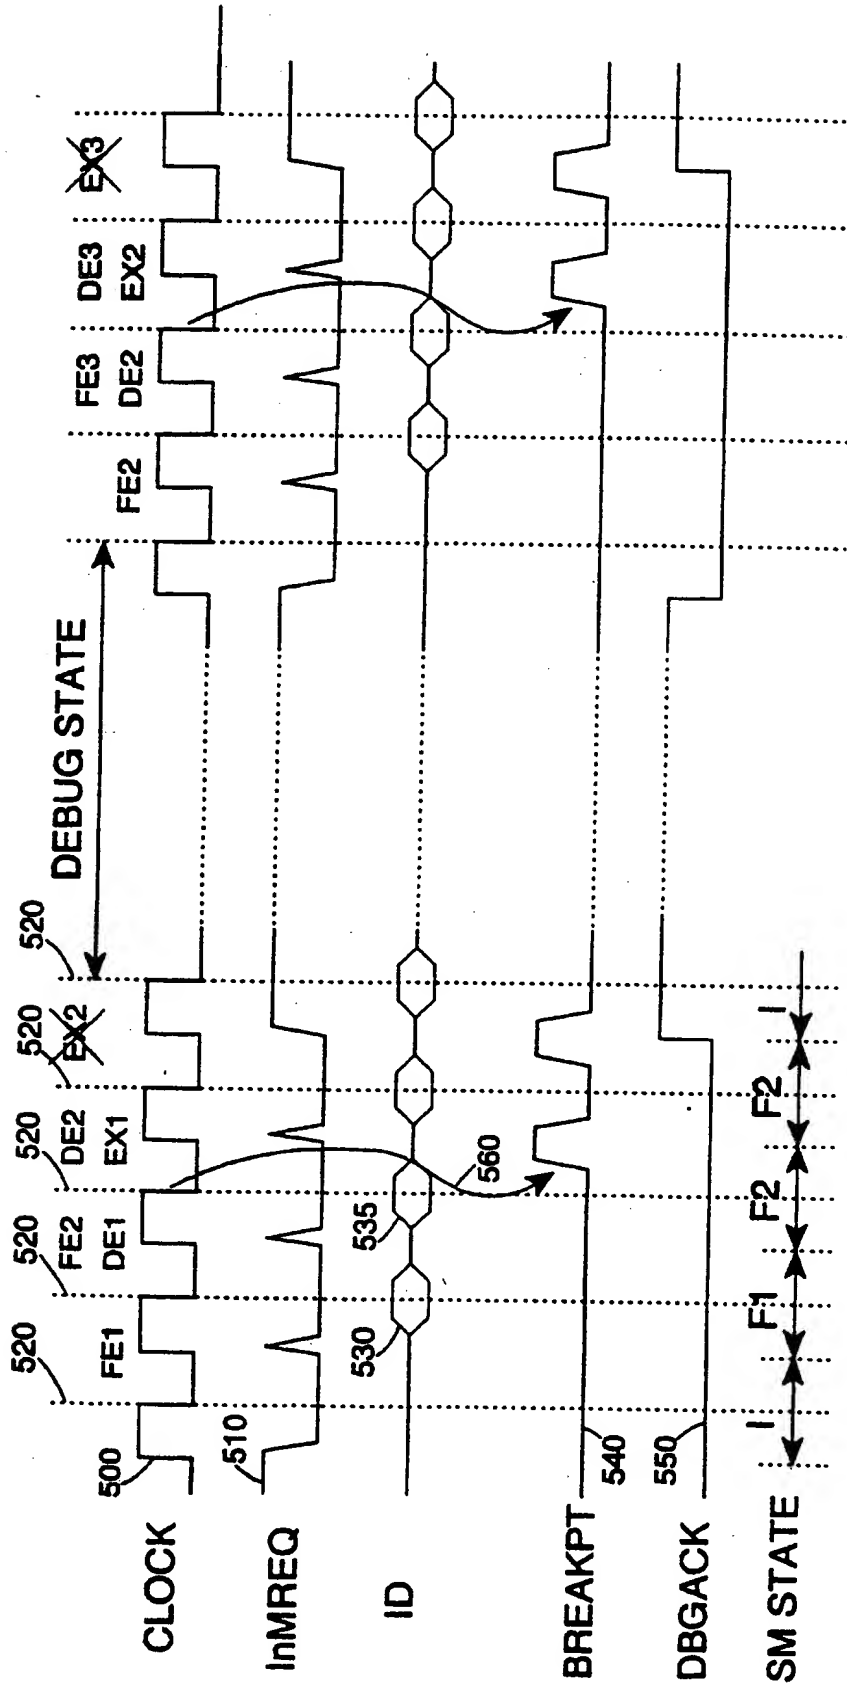 DEBUG STATE
520
520
520
520
520
FE1
FE2
DE1
DE2
EX1
EX2
FE2
FE3
DE2
DE3
EX2
EX3
CLOCK
500
InMREQ
510
ID
530
535
560
BREAKPT
540
DBGACK
550
SM STATE
I
F1
F2
F2
I